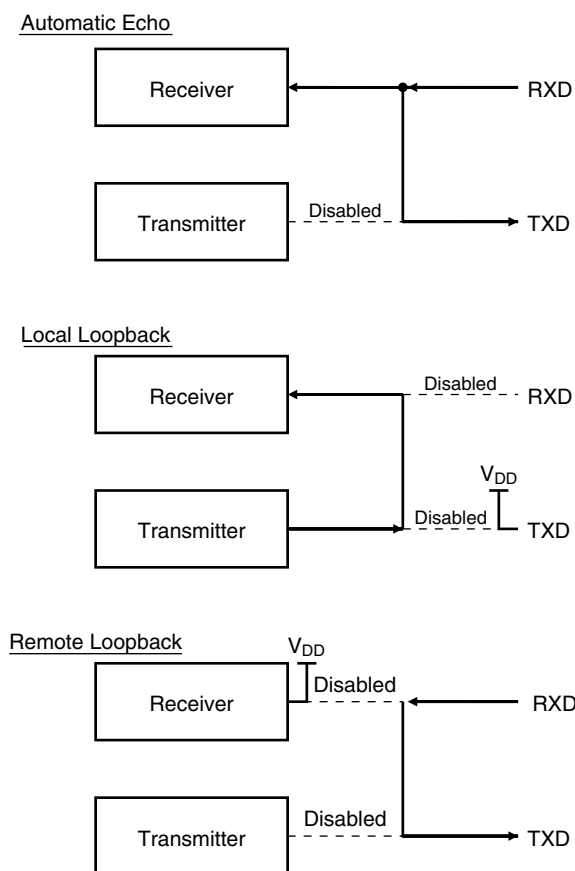 Automatic Echo
Receiver
RXD
Transmitter
Disabled
TXD
Local Loopback
Receiver
Disabled
RXD
VDD
Transmitter
Disabled
TXD
Remote Loopback
VDD
Receiver
Disabled
RXD
Transmitter
Disabled
TXD